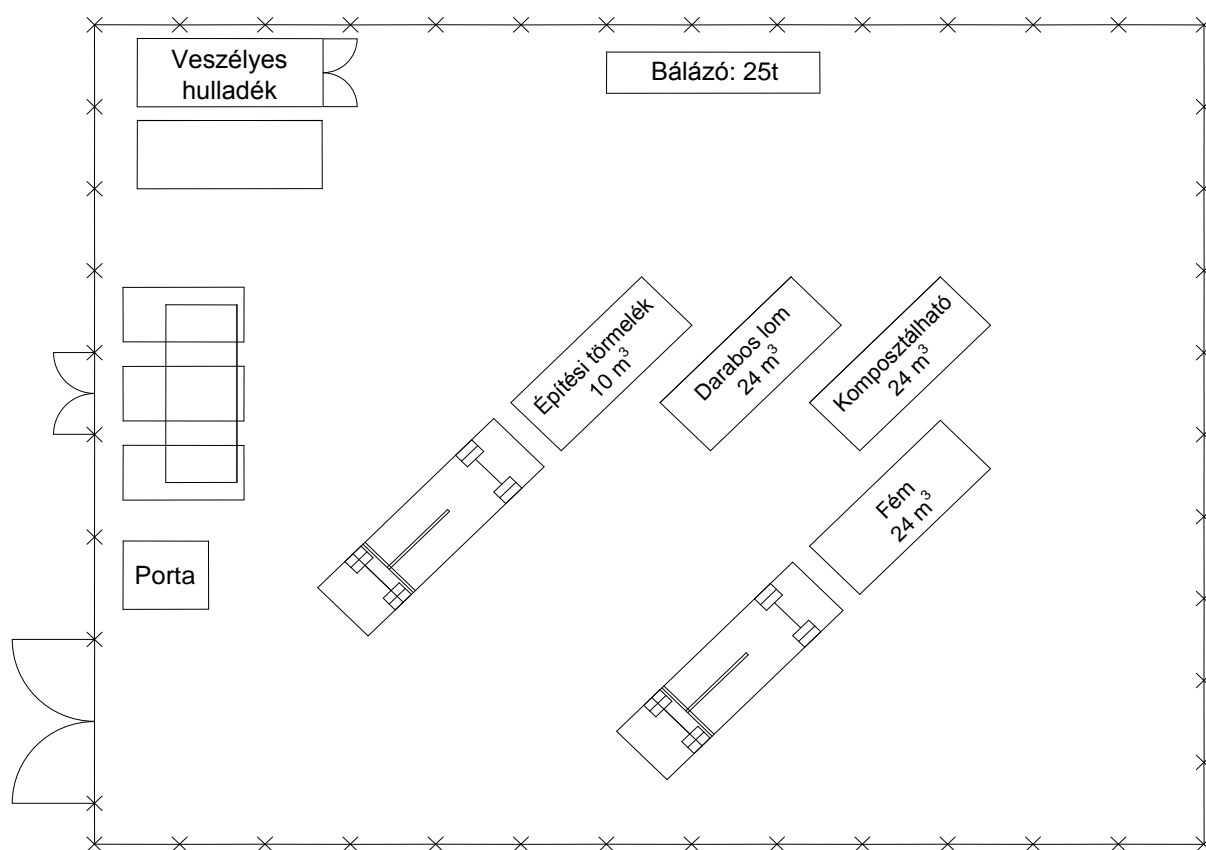 Veszélyes
hulladék
Bálázó: 25t
Építési törmelék
10 m³
Darabos lom
24 m³
Komposztálható
24 m³
Fém
24 m³
Porta